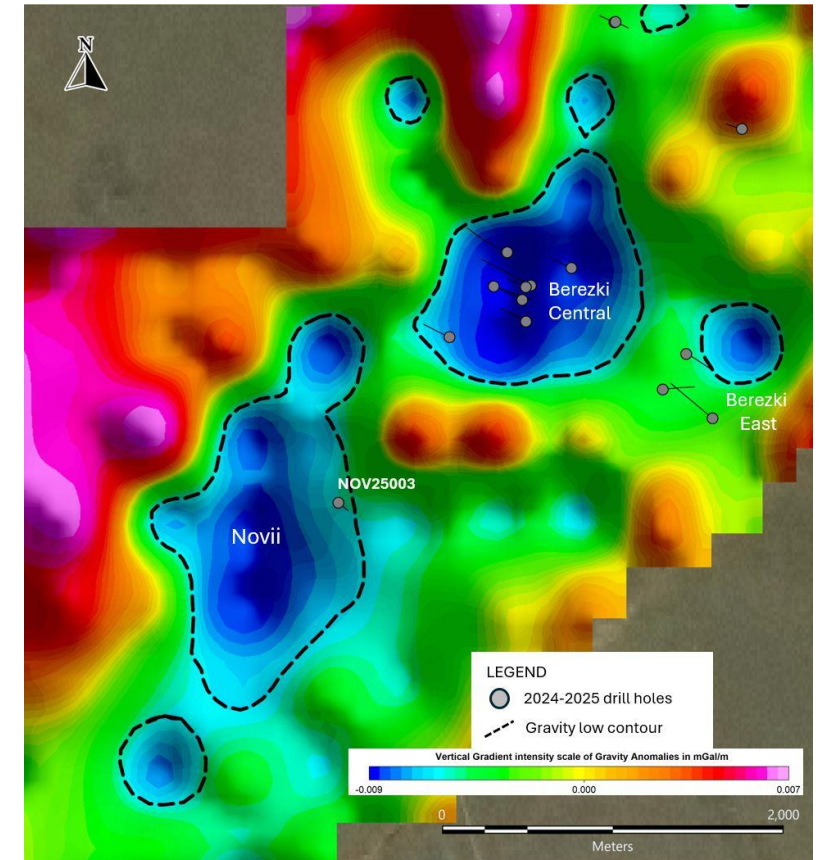 N
Berezki
Central
Berezki
East
NOV25003
Novii
LEGEND
2024-2025 drill holes
Gravity low contour
Vertical Gradient intensity scale of Gravity Anomalies in mGal/m
-0.009 0.000 0.007
0 2,000
Meters